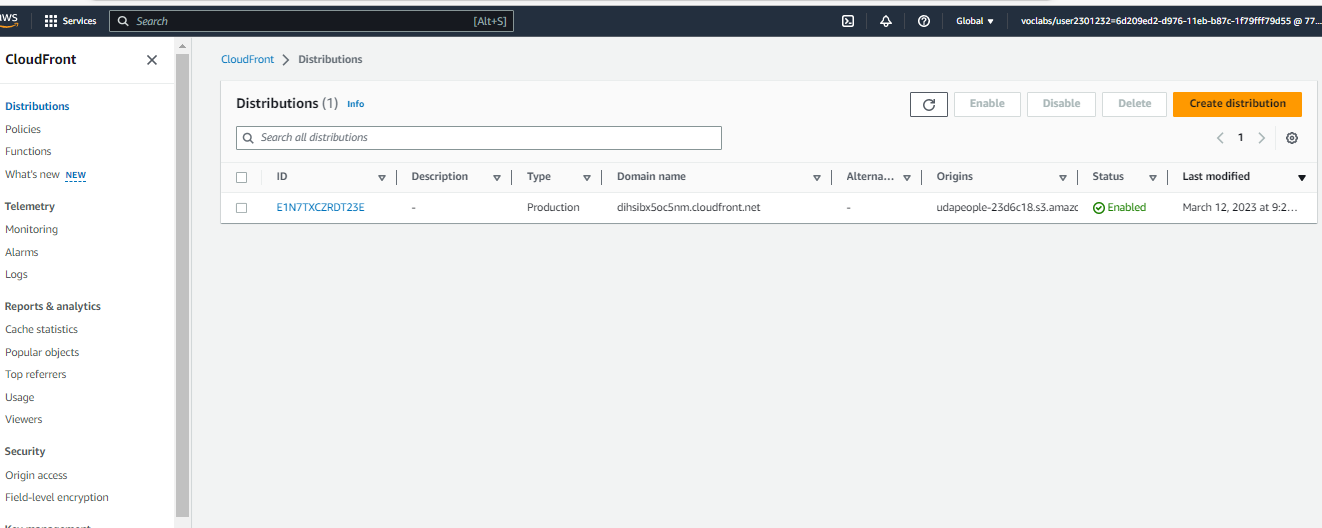 aws Services Search [Alt+S] Global voclabs/user2301232=6d209ed2-d976-11eb-b87c-1f79fff79d55 @ 77...
CloudFront
Distributions
Policies
Functions
What's new NEW
Telemetry
Monitoring
Alarms
Logs
Reports & analytics
Cache statistics
Popular objects
Top referrers
Usage
Viewers
Security
Origin access
Field-level encryption
Key management
CloudFront > Distributions
Distributions (1) Info Enable Disable Delete Create distribution
Search all distributions 1
ID Description Type Domain name Alterna... Origins Status Last modified
E1N7TXCZRDT23E - Production dihsibx5oc5nm.cloudfront.net - udapeople-23d6c18.s3.amazo Enabled March 12, 2023 at 9:2...